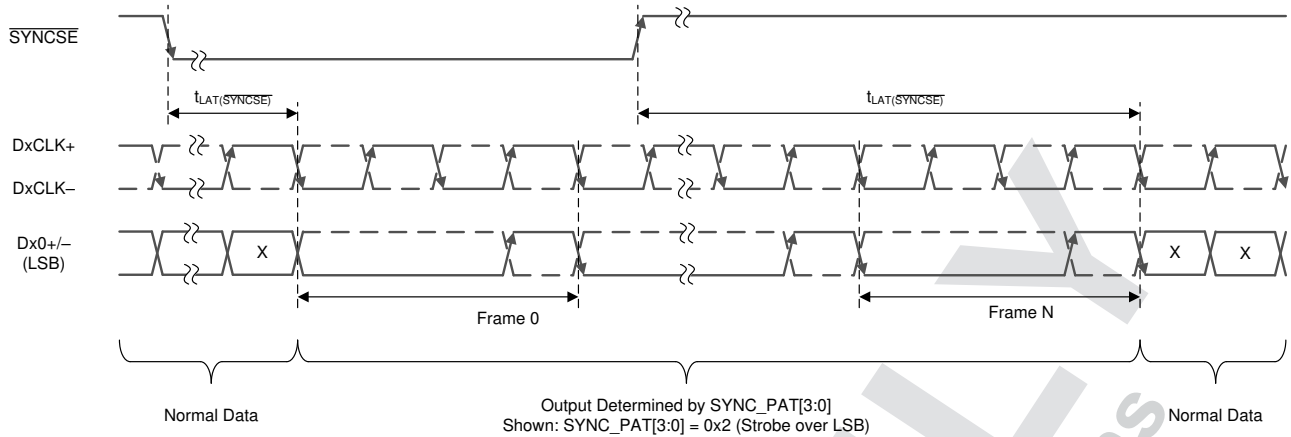 SYNCSE
tLAT(SYNCSE)
tLAT(SYNCSE)
DxCLK+
DxCLK–
Dx0+/–
(LSB)
X
X
X
Frame 0
Frame N
Normal Data
Output Determined by SYNC_PAT[3:0]
Shown: SYNC_PAT[3:0] = 0x2 (Strobe over LSB)
Normal Data